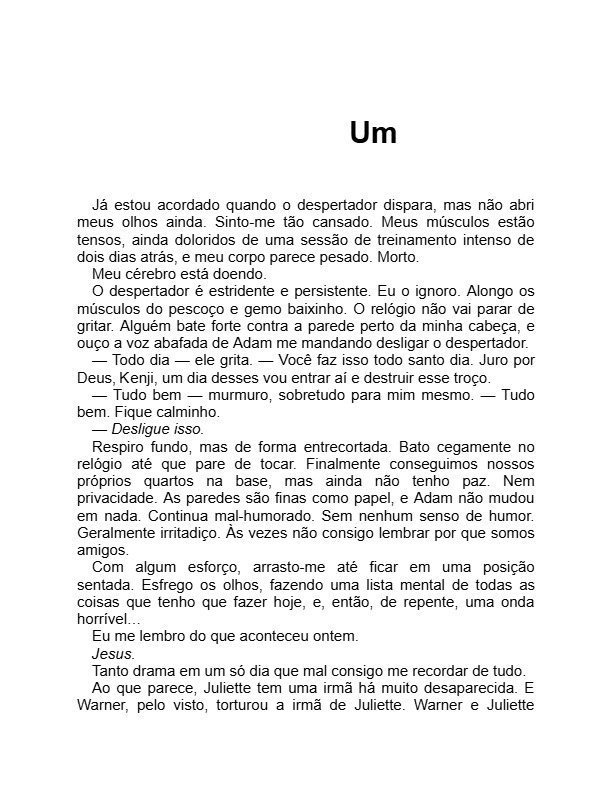 Um
Já estou acordado quando o despertador dispara, mas não abri
meus olhos ainda. Sinto-me tão cansado. Meus músculos estão
tensos, ainda doloridos de uma sessão de treinamento intenso de
dois dias atrás, e meu corpo parece pesado. Morto.
Meu cérebro está doendo.
O despertador é estridente e persistente. Eu o ignoro. Alongo os
músculos do pescoço e gemo baixinho. O relógio não vai parar de
gritar. Alguém bate forte contra a parede perto da minha cabeça, e
ouço a voz abafada de Adam me mandando desligar o despertador.
— Todo dia — ele grita. — Você faz isso todo santo dia. Juro por
Deus, Kenji, um dia desses vou entrar aí e destruir esse troço.
— Tudo bem — murmuro, sobretudo para mim mesmo. — Tudo
bem. Fique calminho.
— Desligue isso.
Respiro fundo, mas de forma entrecortada. Bato cegamente no
relógio até que pare de tocar. Finalmente conseguimos nossos
próprios quartos na base, mas ainda não tenho paz. Nem
privacidade. As paredes são finas como papel, e Adam não mudou
em nada. Continua mal-humorado. Sem nenhum senso de humor.
Geralmente irritadiço. Às vezes não consigo lembrar por que somos
amigos.
Com algum esforço, arrasto-me até ficar em uma posição
sentada. Esfrego os olhos, fazendo uma lista mental de todas as
coisas que tenho que fazer hoje, e, então, de repente, uma onda
horrível…
Eu me lembro do que aconteceu ontem.
Jesus.
Tanto drama em um só dia que mal consigo me recordar de tudo.
Ao que parece, Juliette tem uma irmã há muito desaparecida. E
Warner, pelo visto, torturou a irmã de Juliette. Warner e Juliette